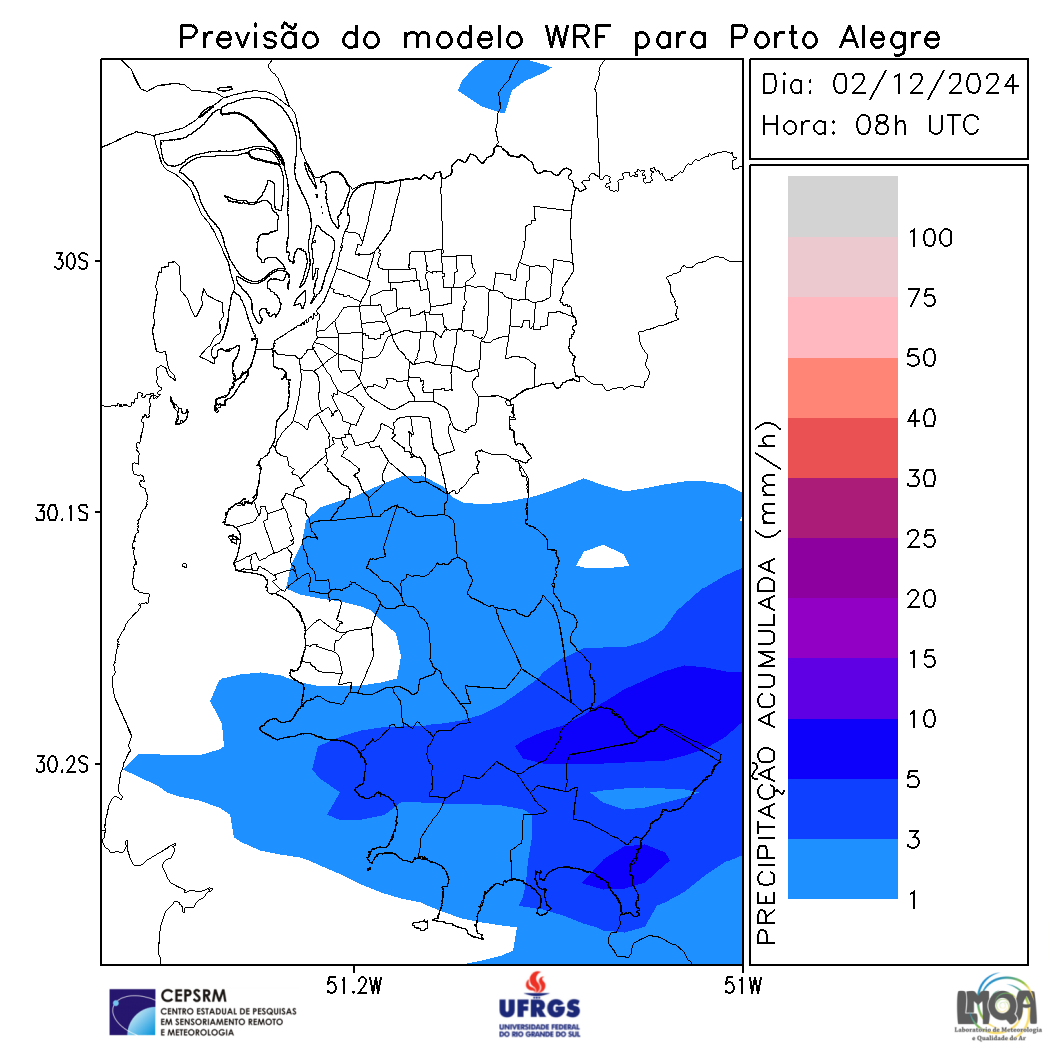 Previsão do modelo WRF para Porto Alegre
Dia: 02/12/2024
Hora: 08h UTC
30S
30.1S
30.2S
51.2W
51W
PRECIPITAÇÃO ACUMULADA (mm/h)
100
75
50
40
30
25
20
15
10
5
3
1
CEPSRM
CENTRO ESTADUAL DE PESQUISAS
EM SENSORIAMENTO REMOTO
E METEOROLOGIA
UFRGS
UNIVERSIDADE FEDERAL
DO RIO GRANDE DO SUL
LMQA
Laboratório de Meteorologia
e Qualidade do Ar